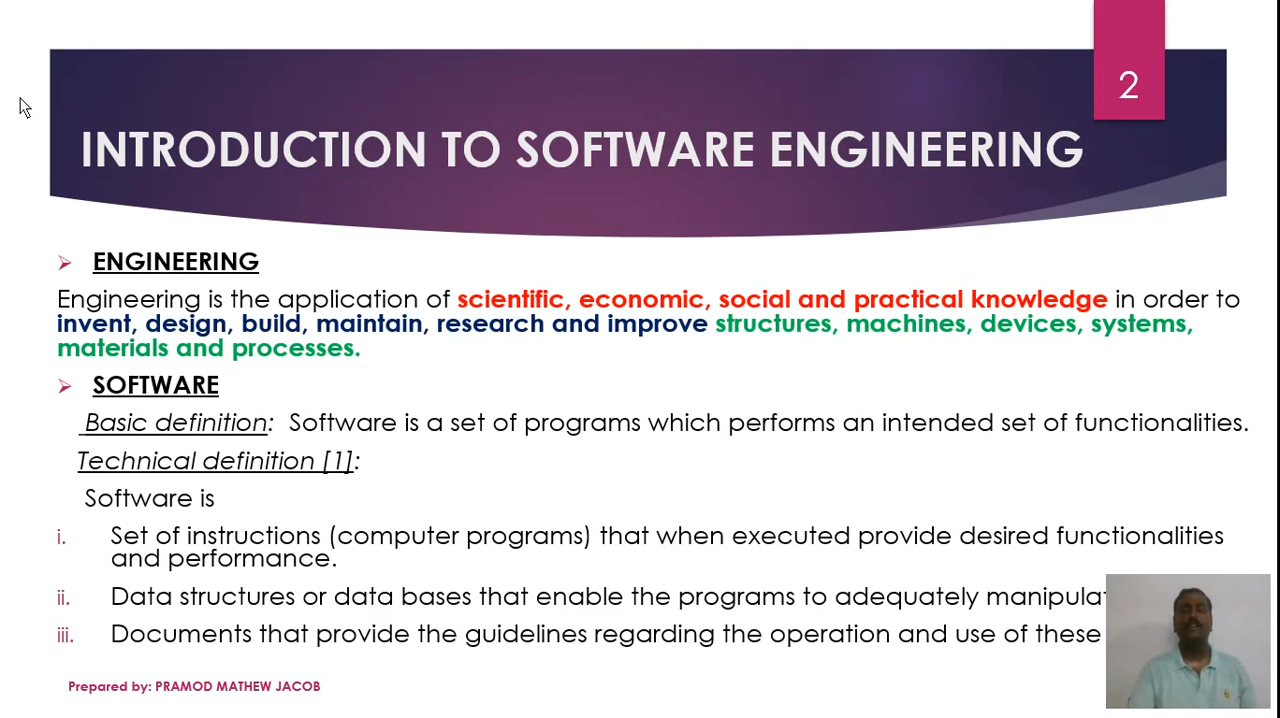 2
INTRODUCTION TO SOFTWARE ENGINEERING
ENGINEERING
Engineering is the application of scientific, economic, social and practical knowledge in order to
invent, design, build, maintain, research and improve structures, machines, devices, systems,
materials and processes.
SOFTWARE
Basic definition: Software is a set of programs which performs an intended set of functionalities.
Technical definition [1]:
Software is
i. Set of instructions (computer programs) that when executed provide desired functionalities
and performance.
ii. Data structures or data bases that enable the programs to adequately
iii. Documents that provide the guidelines regarding the operation and use of these
Prepared by: PRAMOD MATHEW JACOB